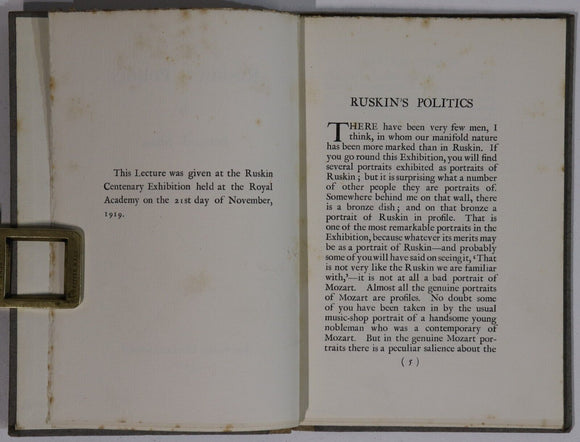 This Lecture was given at the Ruskin
Centenary Exhibition held at the Royal
Academy on the 21st day of November,
1919.
RUSKIN'S POLITICS
THERE have been very few men, I
think, in whom our manifold nature
has been more marked than in Ruskin. If
you go round this Exhibition, you will find
several portraits exhibited as portraits of
Ruskin; but it is surprising what a number
of other people they are portraits of.
Somewhere behind me on that wall, there
is a bronze dish; and on that bronze a
portrait of Ruskin in profile. That is
one of the most remarkable portraits in the
Exhibition, because whatever its merits may
be as a portrait of Ruskin—and probably
some of you will have said on seeing it, 'That
is not very like the Ruskin we are familiar
with,'—it is not at all a bad portrait of
Mozart. Almost all the genuine portraits
of Mozart are profiles. No doubt some
of you have been taken in by the usual
music-shop portrait of a handsome young
nobleman who was a contemporary of
Mozart. But in the genuine Mozart por-
traits there is a peculiar salience about the
( 5 )